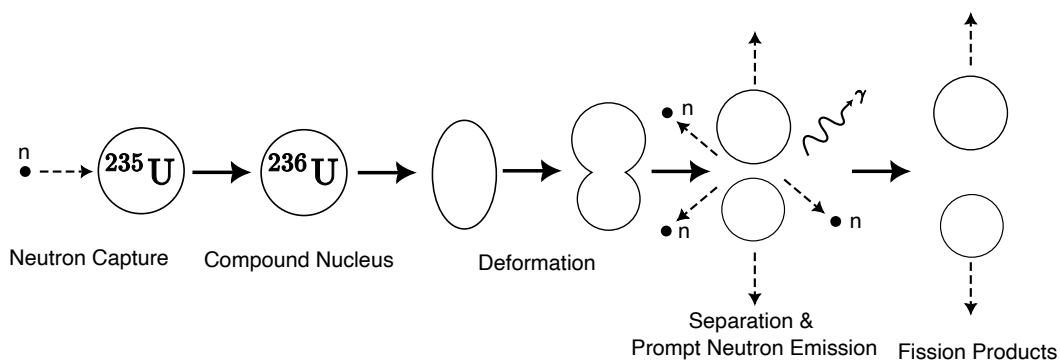 n
²³⁵U
²³⁶U
n
n
n
γ
Neutron Capture
Compound Nucleus
Deformation
Separation &
Prompt Neutron Emission
Fission Products